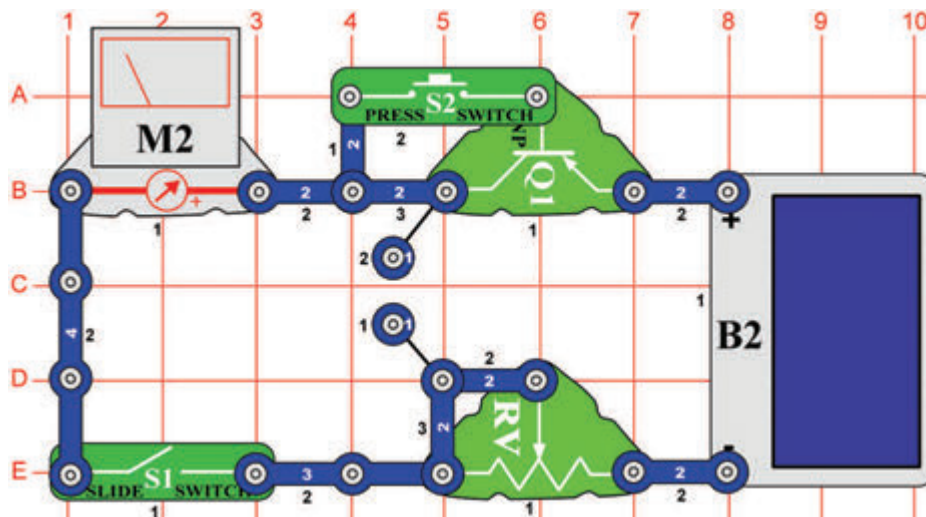 1 2 3 4 5 6 7 8 9 10
A
S2
PRESS SWITCH
1 2 2
M2
NP
Q1
B
+
2 2 2
2 3 2
1 1
+
2 1
C
1
1 1
4 2
B2
D
2
2
RV
3 2
-
E
S1
SLIDE SWITCH
3 2
2 2
1 1